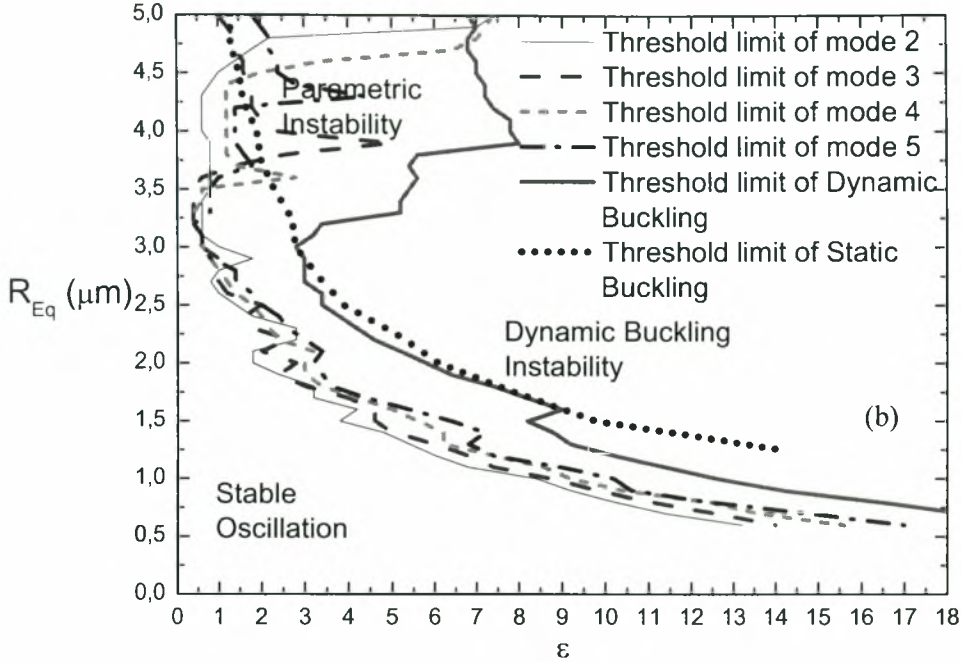 5,0
4,5
4,0
3,5
3,0
2,5
2,0
1,5
1,0
0,5
0,0
R_Eq (μm)
0 1 2 3 4 5 6 7 8 9 10 11 12 13 14 15 16 17 18
ε
Threshold limit of mode 2
Threshold limit of mode 3
Threshold limit of mode 4
Threshold limit of mode 5
Threshold limit of Dynamic
Buckling
Threshold limit of Static
Buckling
Parametric
Instability
Dynamic Buckling
Instability
(b)
Stable
Oscillation